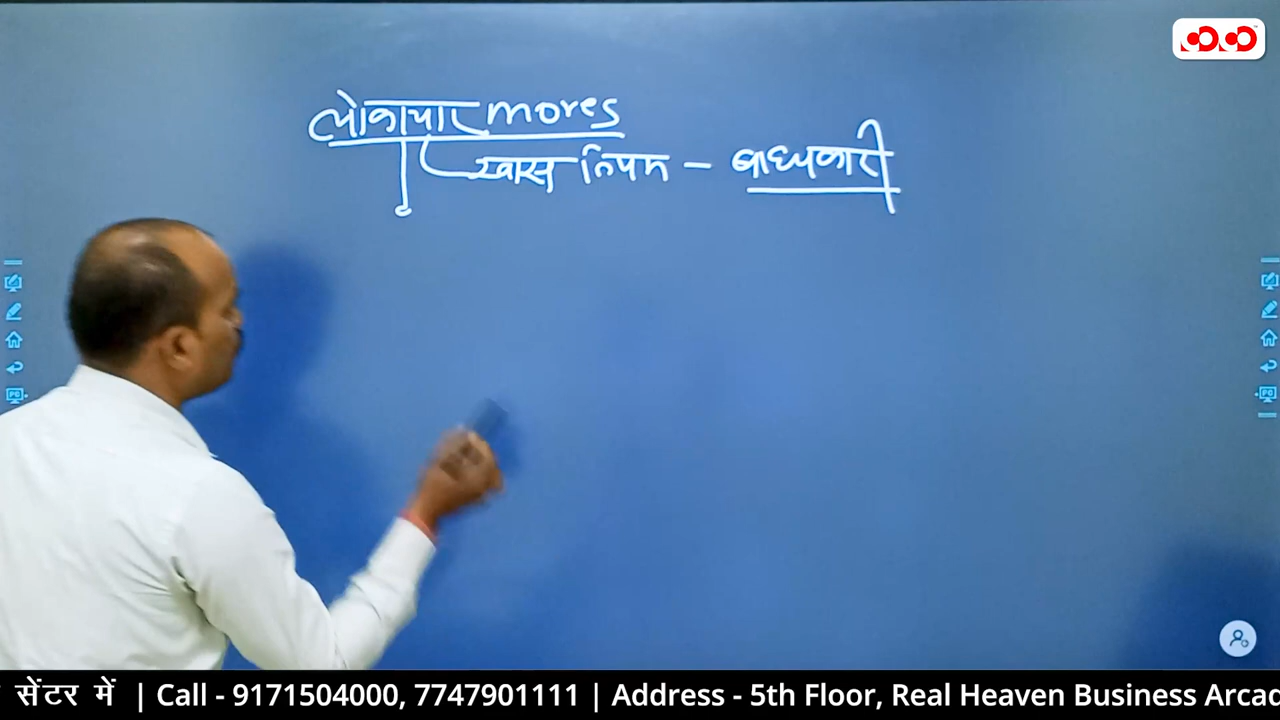 लोकाचार mores
खास नियम - बाध्यकारी
सेंटर में | Call - 9171504000, 7747901111 | Address - 5th Floor, Real Heaven Business Arcad